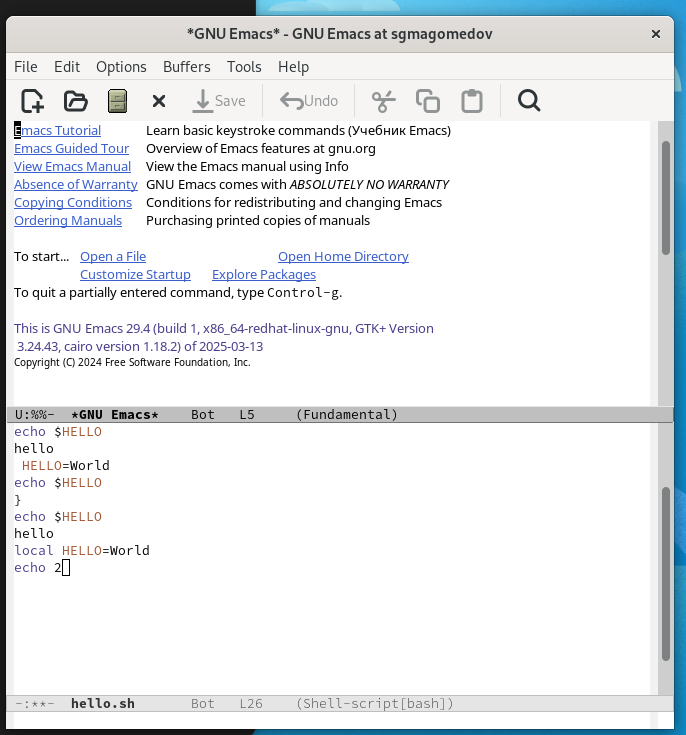 *GNU Emacs* - GNU Emacs at sgmagomedov
File Edit Options Buffers Tools Help
Save Undo
Emacs Tutorial Learn basic keystroke commands (Учебник Emacs)
Emacs Guided Tour Overview of Emacs features at gnu.org
View Emacs Manual View the Emacs manual using Info
Absence of Warranty GNU Emacs comes with ABSOLUTELY NO WARRANTY
Copying Conditions Conditions for redistributing and changing Emacs
Ordering Manuals Purchasing printed copies of manuals
To start... Open a File Open Home Directory
Customize Startup Explore Packages
To quit a partially entered command, type Control-g.
This is GNU Emacs 29.4 (build 1, x86_64-redhat-linux-gnu, GTK+ Version
3.24.43, cairo version 1.18.2) of 2025-03-13
Copyright (C) 2024 Free Software Foundation, Inc.
U:%%- *GNU Emacs* Bot L5 (Fundamental)
echo $HELLO
hello
HELLO=World
echo $HELLO
}
echo $HELLO
hello
local HELLO=World
echo 2
-:**- hello.sh Bot L26 (Shell-script[bash])